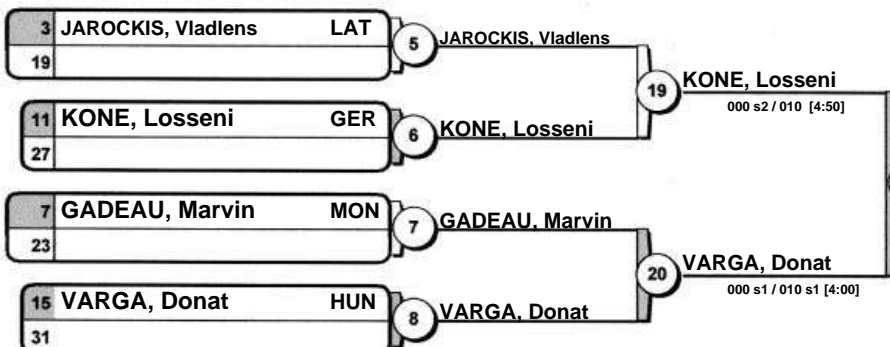 3 JAROCKIS, Vladlens LAT
19
5 JAROCKIS, Vladlens
11 KONE, Losseni GER
27
6 KONE, Losseni
19 KONE, Losseni
000 s2 / 010 [4:50]
7 GADEAU, Marvin MON
23
7 GADEAU, Marvin
15 VARGA, Donat HUN
31
8 VARGA, Donat
20 VARGA, Donat
000 s1 / 010 s1 [4:00]